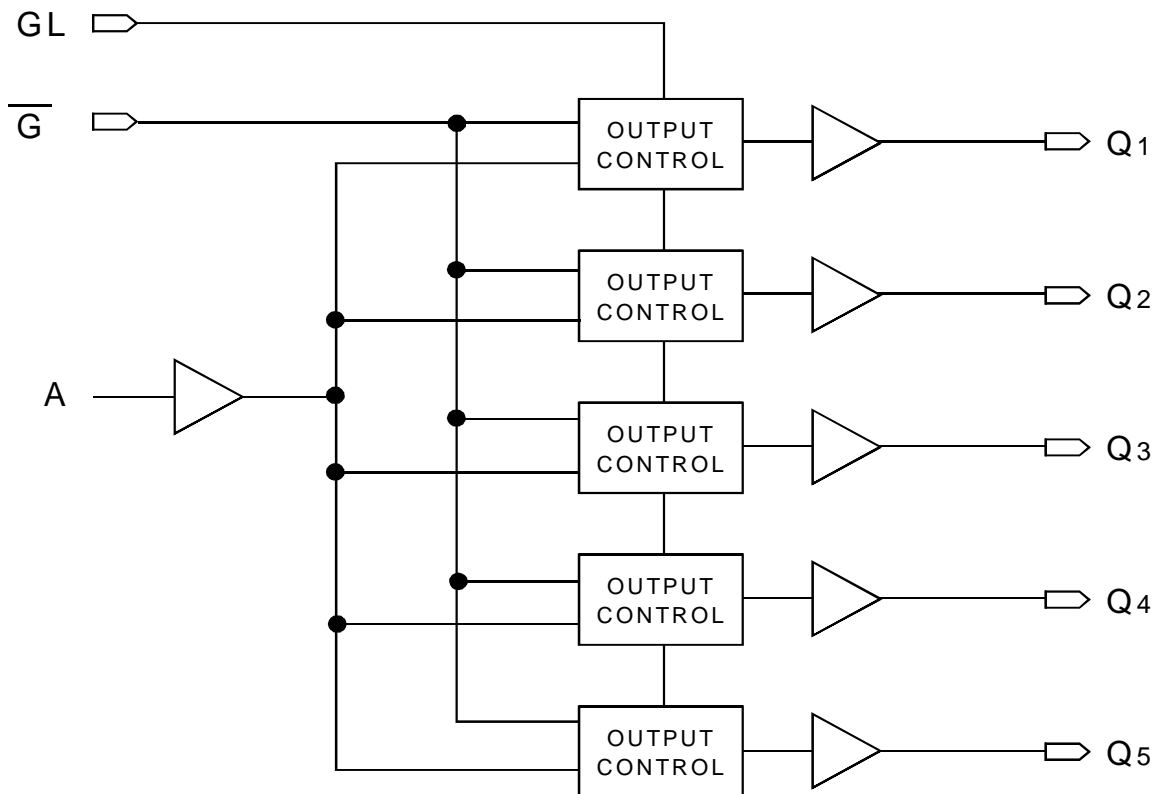 GL
G̅
OUTPUT
CONTROL
Q1
OUTPUT
CONTROL
Q2
A
OUTPUT
CONTROL
Q3
OUTPUT
CONTROL
Q4
OUTPUT
CONTROL
Q5